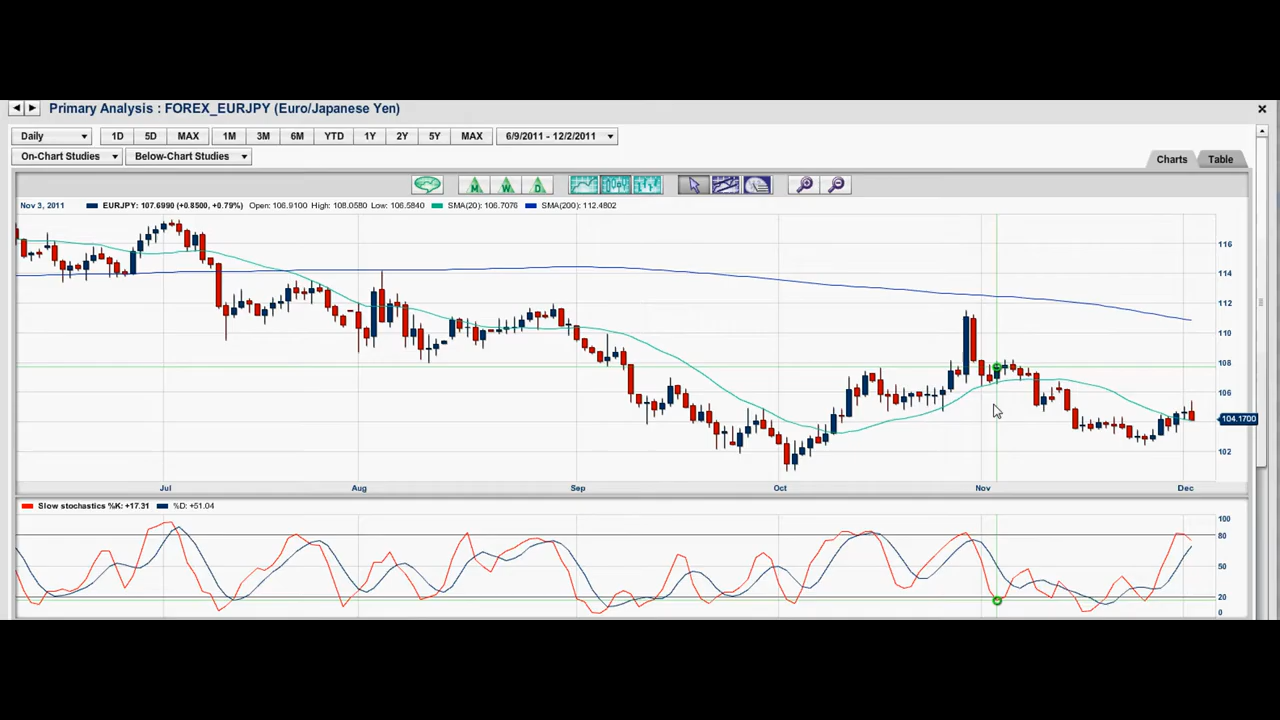 Primary Analysis : FOREX_EURJPY (Euro/Japanese Yen)
Daily 1D 5D MAX 1M 3M 6M YTD 1Y 2Y 5Y MAX 6/9/2011 - 12/2/2011
On-Chart Studies Below-Chart Studies Charts Table
M W D
Nov 3, 2011 EURJPY: 107.6990 (+0.8500, +0.79%) Open: 106.9100 High: 108.0580 Low: 106.5840 SMA(20): 106.7076 SMA(200): 112.4802
116
114
112
110
108
106
104.1700
102
Jul Aug Sep Oct Nov Dec
Slow stochastics %K: +17.31 %D: +51.04
100
80
50
20
0